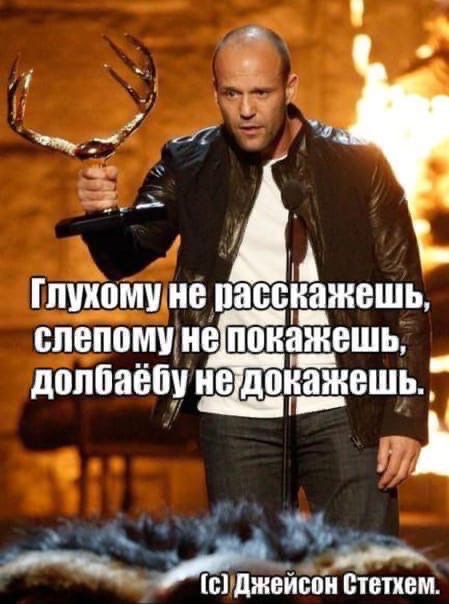 Глухому не расскажешь,
слепому не покажешь,
долбаёбу не докажешь.
(с) Джейсон Стетхем.